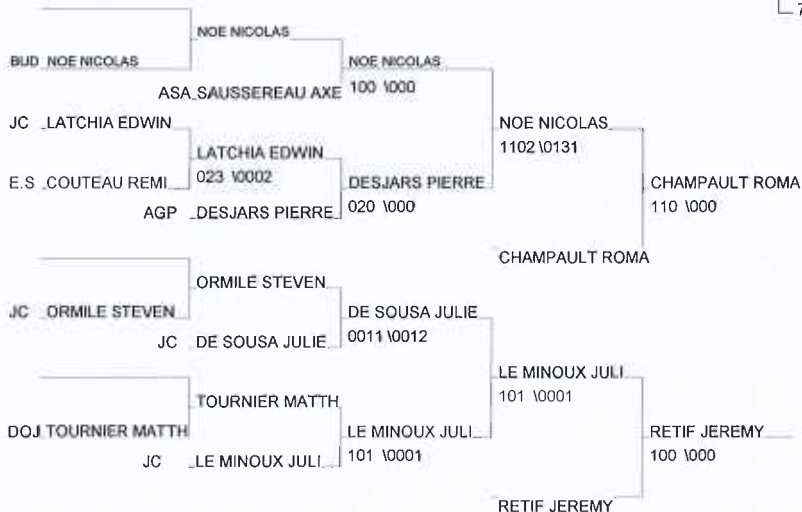 7
NOE NICOLAS
BUD NOE NICOLAS
NOE NICOLAS
100 \000
ASA SAUSSEREAU AXE
JC LATCHIA EDWIN
NOE NICOLAS
1102 \0131
LATCHIA EDWIN
023 \0002
E.S COUTEAU REMI
DESJARS PIERRE
020 \000
CHAMPAULT ROMA
110 \000
AGP DESJARS PIERRE
CHAMPAULT ROMA
ORMILE STEVEN
JC ORMILE STEVEN
DE SOUSA JULIE
0011 \0012
JC DE SOUSA JULIE
LE MINOUX JULI
101 \0001
TOURNIER MATTH
DOJ TOURNIER MATTH
LE MINOUX JULI
101 \0001
RETIF JEREMY
100 \000
JC LE MINOUX JULI
RETIF JEREMY